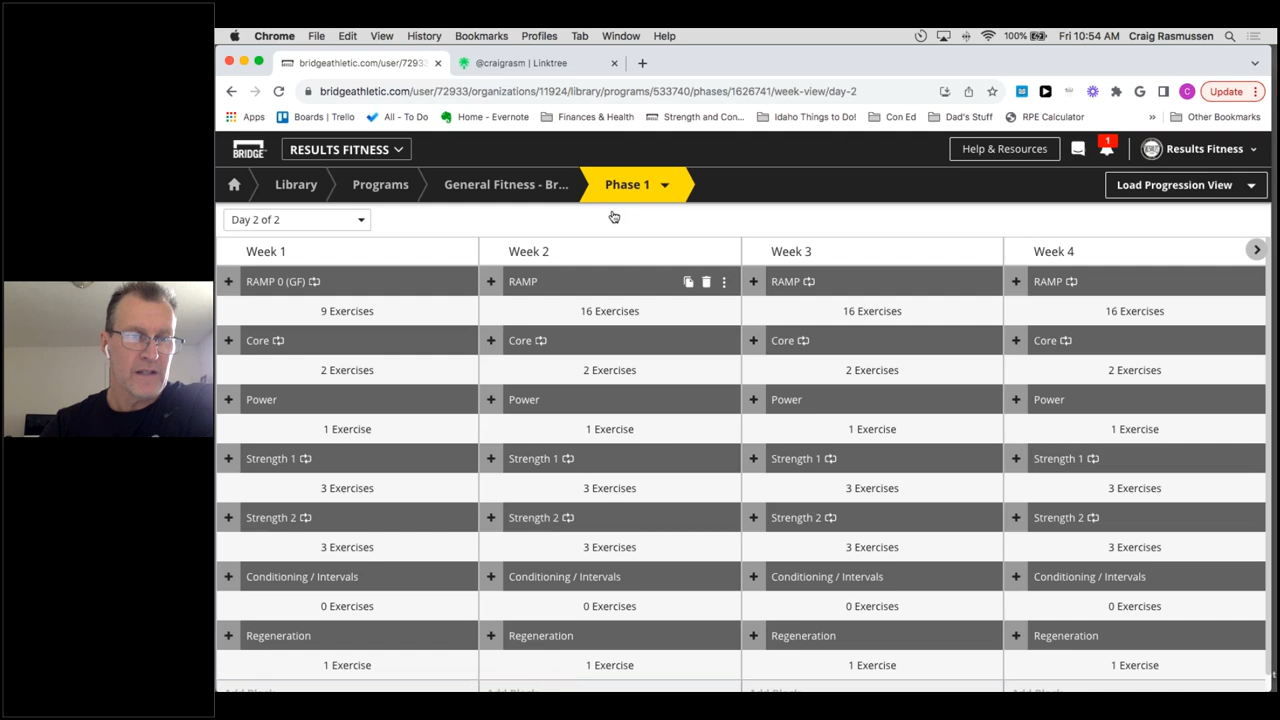 Chrome File Edit View History Bookmarks Profiles Tab Window Help 100% Fri 10:54 AM Craig Rasmussen
bridgeathletic.com/user/72933 @craigrasm | Linktree
bridgeathletic.com/user/72933/organizations/11924/library/programs/533740/phases/1626741/week-view/day-2 C Update
Apps Boards | Trello All - To Do Home - Evernote Finances & Health Strength and Con... Idaho Things to Do! Con Ed Dad's Stuff RPE Calculator » Other Bookmarks
BRIDGE RESULTS FITNESS Help & Resources 1 Results Fitness
Library Programs General Fitness - Br... Phase 1 Load Progression View
Day 2 of 2
Week 1 Week 2 Week 3 Week 4
RAMP 0 (GF) RAMP RAMP RAMP
9 Exercises 16 Exercises 16 Exercises 16 Exercises
Core Core Core Core
2 Exercises 2 Exercises 2 Exercises 2 Exercises
Power Power Power Power
1 Exercise 1 Exercise 1 Exercise 1 Exercise
Strength 1 Strength 1 Strength 1 Strength 1
3 Exercises 3 Exercises 3 Exercises 3 Exercises
Strength 2 Strength 2 Strength 2 Strength 2
3 Exercises 3 Exercises 3 Exercises 3 Exercises
Conditioning / Intervals Conditioning / Intervals Conditioning / Intervals Conditioning / Intervals
0 Exercises 0 Exercises 0 Exercises 0 Exercises
Regeneration Regeneration Regeneration Regeneration
1 Exercise 1 Exercise 1 Exercise 1 Exercise